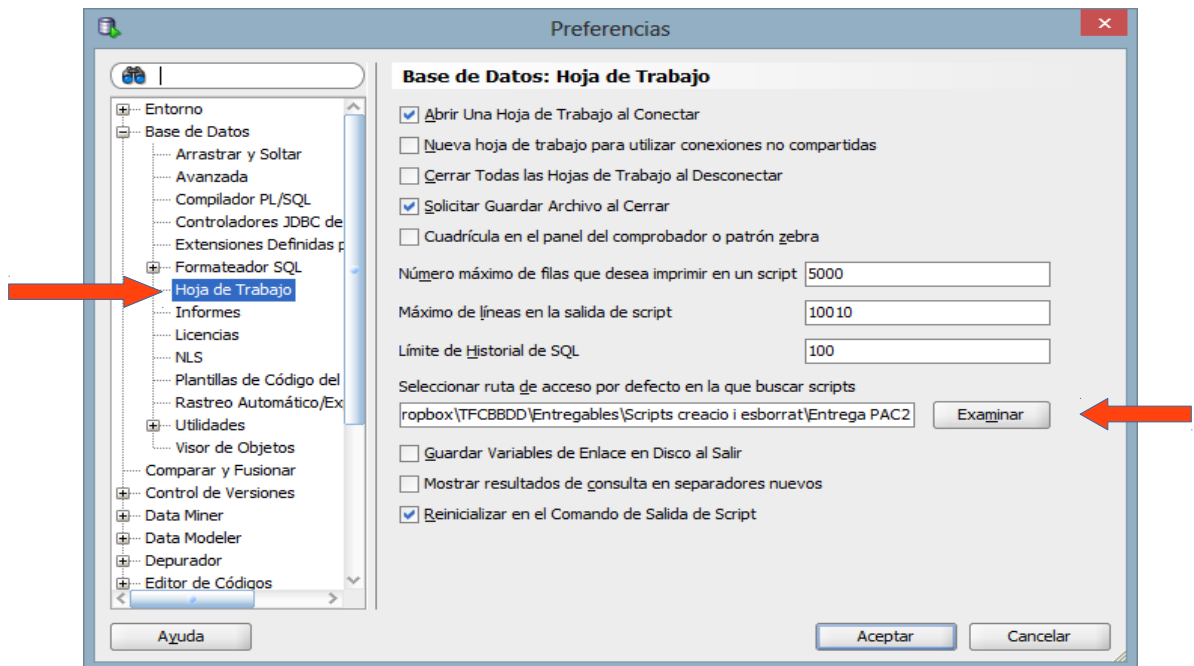 Preferencias
Entorno
Base de Datos
Arrastrar y Soltar
Avanzada
Compilador PL/SQL
Controladores JDBC de
Extensiones Definidas p
Formateador SQL
Hoja de Trabajo
Informes
Licencias
NLS
Plantillas de Código del
Rastreo Automático/Ex
Utilidades
Visor de Objetos
Comparar y Fusionar
Control de Versiones
Data Miner
Data Modeler
Depurador
Editor de Códigos
Base de Datos: Hoja de Trabajo
Abrir Una Hoja de Trabajo al Conectar
Nueva hoja de trabajo para utilizar conexiones no compartidas
Cerrar Todas las Hojas de Trabajo al Desconectar
Solicitar Guardar Archivo al Cerrar
Cuadrícula en el panel del comprobador o patrón zebra
Número máximo de filas que desea imprimir en un script 5000
Máximo de líneas en la salida de script 10010
Límite de Historial de SQL 100
Seleccionar ruta de acceso por defecto en la que buscar scripts
ropbox\TFCBBDD\Entregables\Scripts creacio i esborrat\Entrega PAC2 Examinar
Guardar Variables de Enlace en Disco al Salir
Mostrar resultados de consulta en separadores nuevos
Reinicializar en el Comando de Salida de Script
Ayuda Aceptar Cancelar